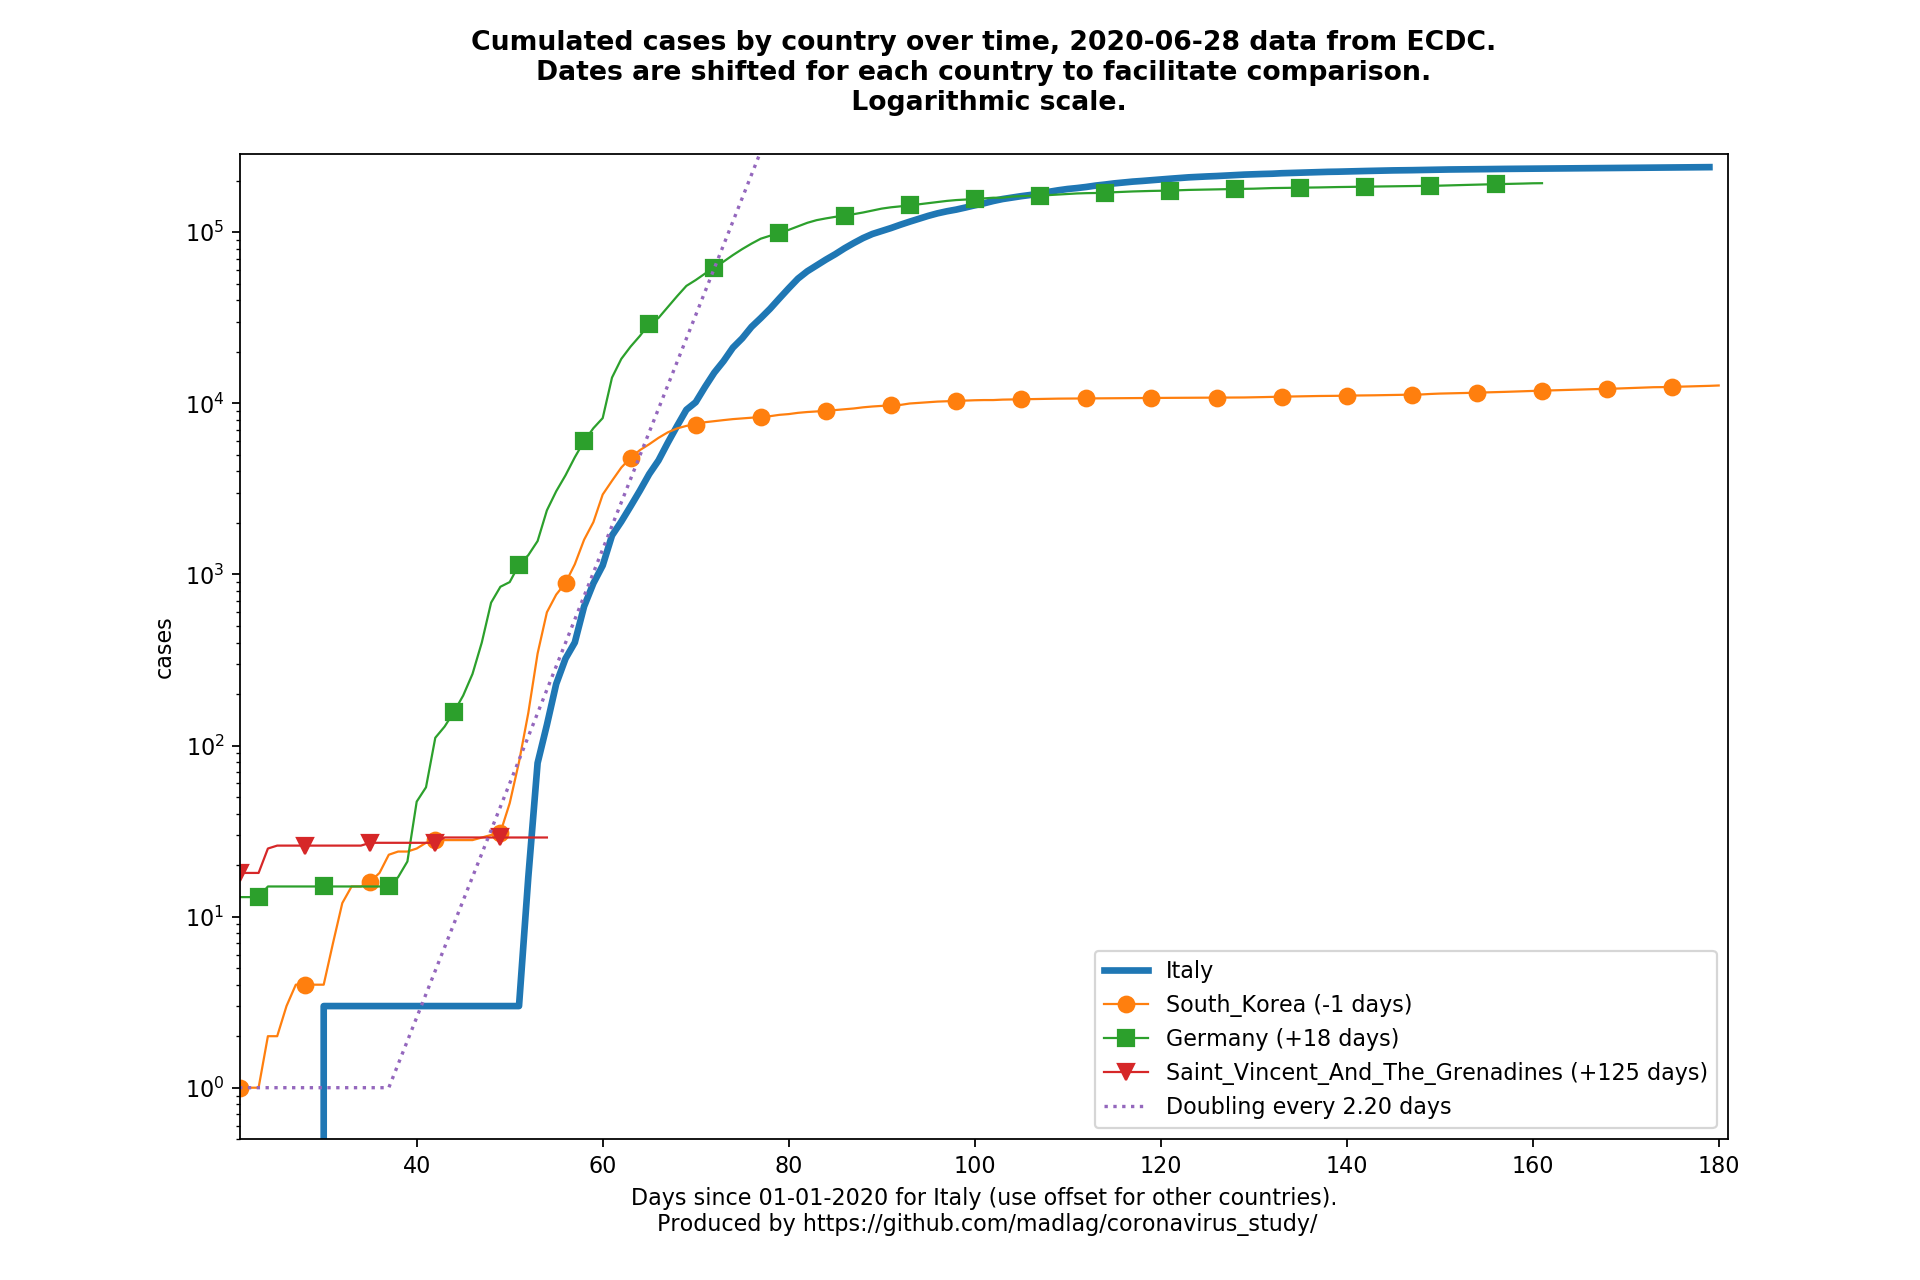 Cumulated cases by country over time, 2020-06-28 data from ECDC.
Dates are shifted for each country to facilitate comparison.
Logarithmic scale.
cases
10^5
10^4
10^3
10^2
10^1
10^0
Italy
South_Korea (-1 days)
Germany (+18 days)
Saint_Vincent_And_The_Grenadines (+125 days)
Doubling every 2.20 days
40 60 80 100 120 140 160 180
Days since 01-01-2020 for Italy (use offset for other countries).
Produced by https://github.com/madlag/coronavirus_study/